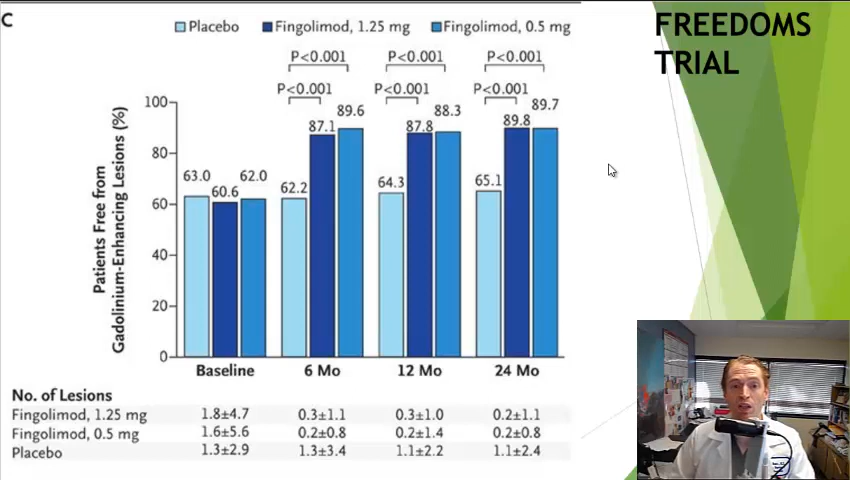 C
Placebo Fingolimod, 1.25 mg Fingolimod, 0.5 mg
FREEDOMS
TRIAL
P<0.001 P<0.001 P<0.001
P<0.001 P<0.001 P<0.001
Patients Free from
Gadolinium-Enhancing Lesions (%)
100
80
60
40
20
0
63.0 60.6 62.0
62.2 87.1 89.6
64.3 87.8 88.3
65.1 89.8 89.7
Baseline 6 Mo 12 Mo 24 Mo
No. of Lesions
Fingolimod, 1.25 mg 1.8±4.7 0.3±1.1 0.3±1.0 0.2±1.1
Fingolimod, 0.5 mg 1.6±5.6 0.2±0.8 0.2±1.4 0.2±0.8
Placebo 1.3±2.9 1.3±3.4 1.1±2.2 1.1±2.4